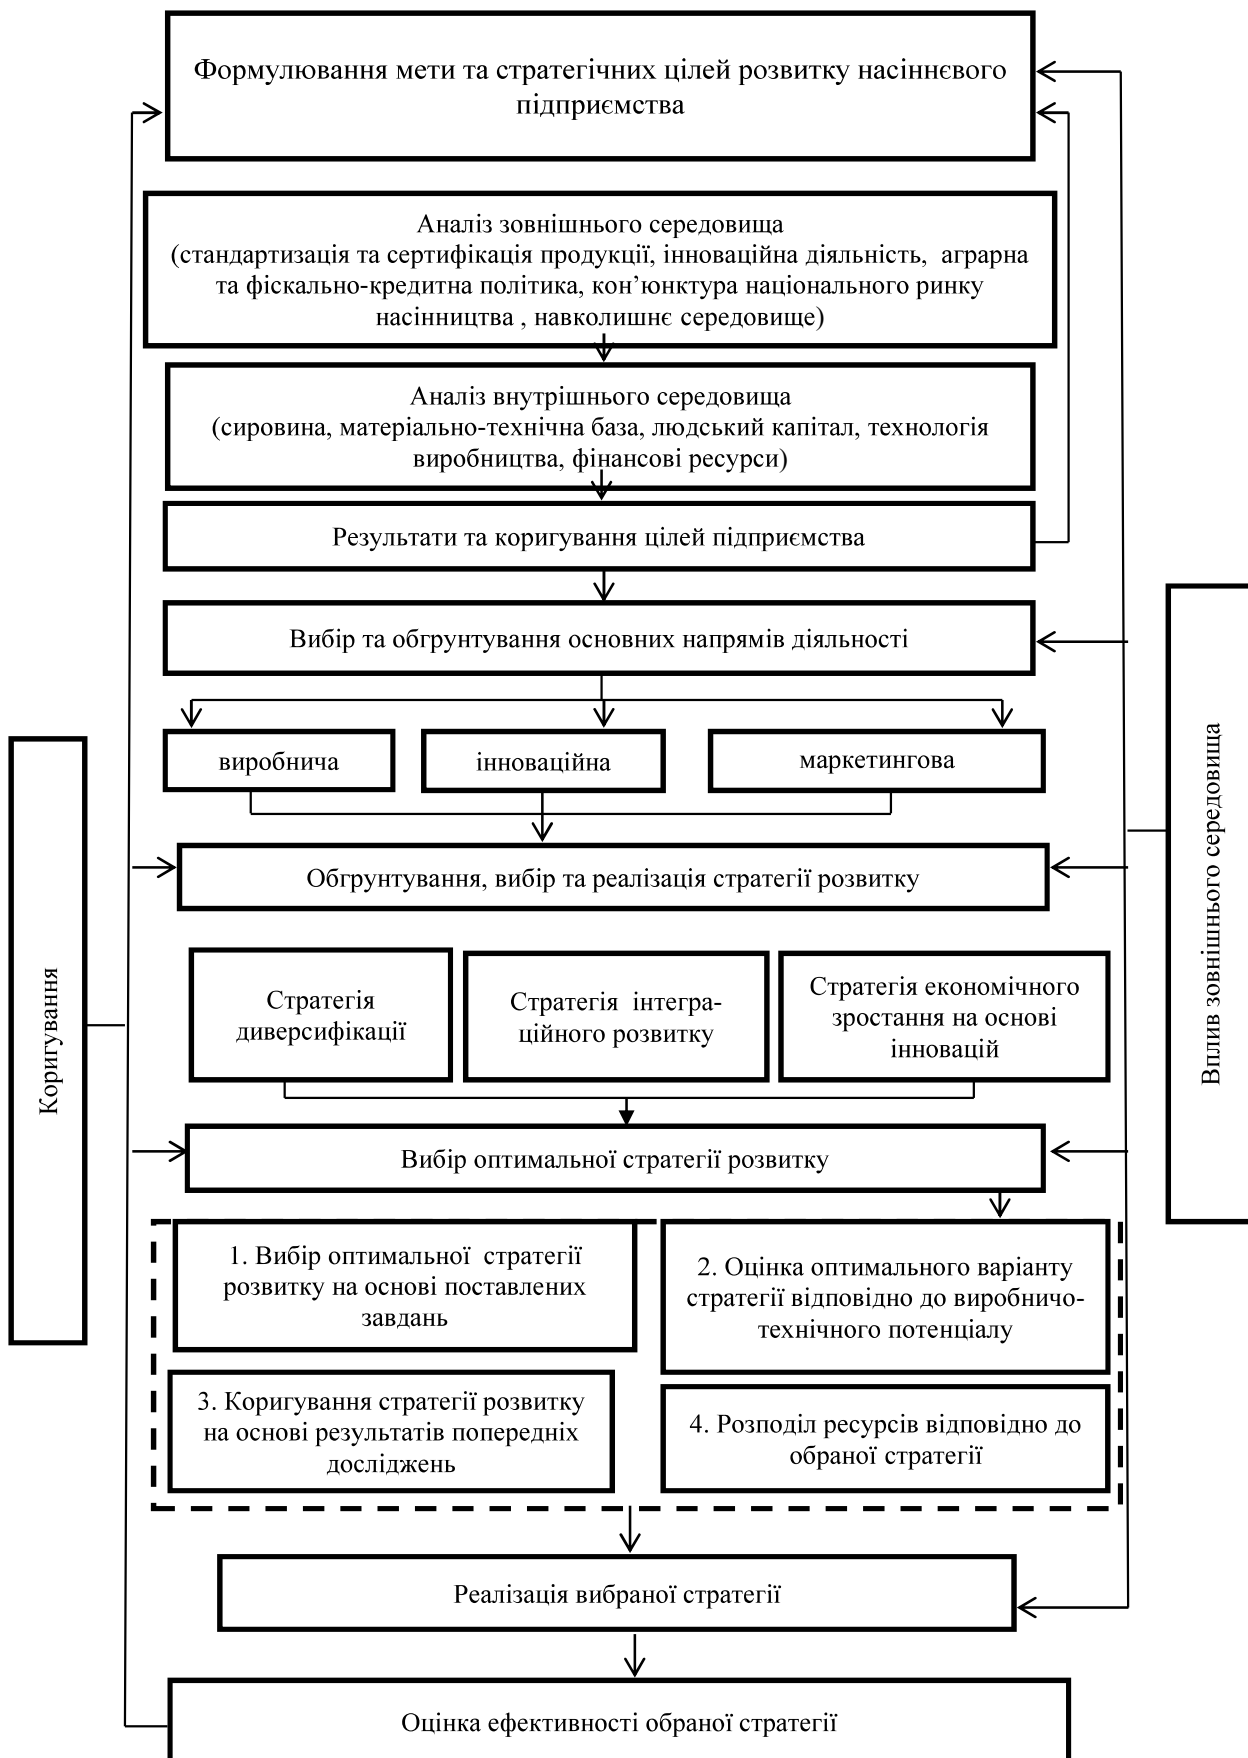 Формулювання мети та стратегічних цілей розвитку насіннєвого
підприємства
Аналіз зовнішнього середовища
(стандартизація та сертифікація продукції, інноваційна діяльність, аграрна
та фіскально-кредитна політика, кон’юнктура національного ринку
насінництва , навколишнє середовище)
Аналіз внутрішнього середовища
(сировина, матеріально-технічна база, людський капітал, технологія
виробництва, фінансові ресурси)
Результати та коригування цілей підприємства
Вибір та обгрунтування основних напрямів діяльності
виробнича
інноваційна
маркетингова
Обгрунтування, вибір та реалізація стратегії розвитку
Стратегія
диверсифікації
Стратегія інтегра-
ційного розвитку
Стратегія економічного
зростання на основі
інновацій
Вибір оптимальної стратегії розвитку
1. Вибір оптимальної стратегії
розвитку на основі поставлених
завдань
2. Оцінка оптимального варіанту
стратегії відповідно до виробничо-
технічного потенціалу
3. Коригування стратегії розвитку
на основі результатів попередніх
досліджень
4. Розподіл ресурсів відповідно до
обраної стратегії
Реалізація вибраної стратегії
Оцінка ефективності обраної стратегії
Коригування
Вплив зовнішнього середовища